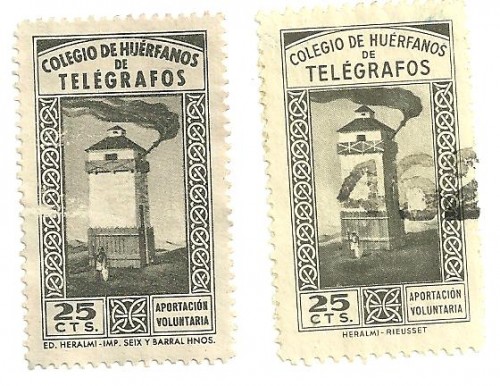 COLEGIO DE HUÉRFANOS
DE
TELÉGRAFOS
25
CTS.
APORTACIÓN
VOLUNTARIA
ED. HERALMI-IMP. SEIX Y BARRAL HNOS.
COLEGIO DE HUÉRFANOS
DE
TELÉGRAFOS
25
CTS.
APORTACIÓN
VOLUNTARIA
HERALMI - RIEUSSET